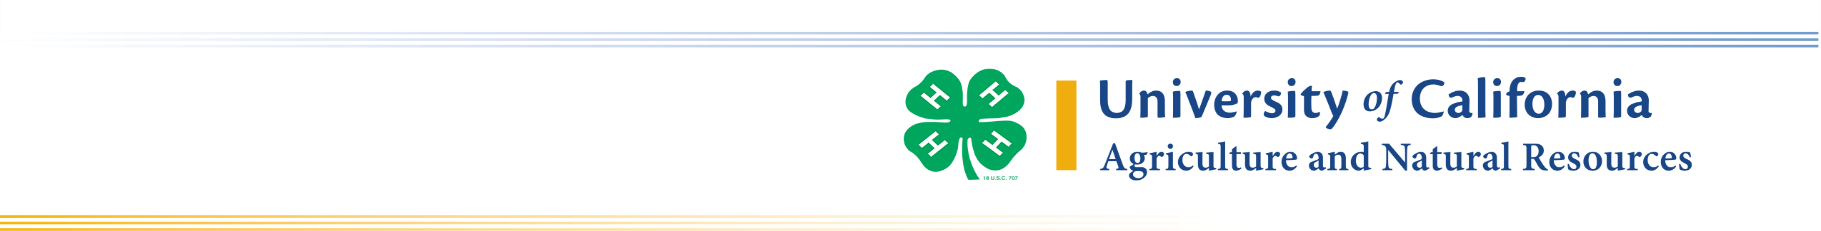 H H
H H
18 U.S.C. 707
University of California
Agriculture and Natural Resources